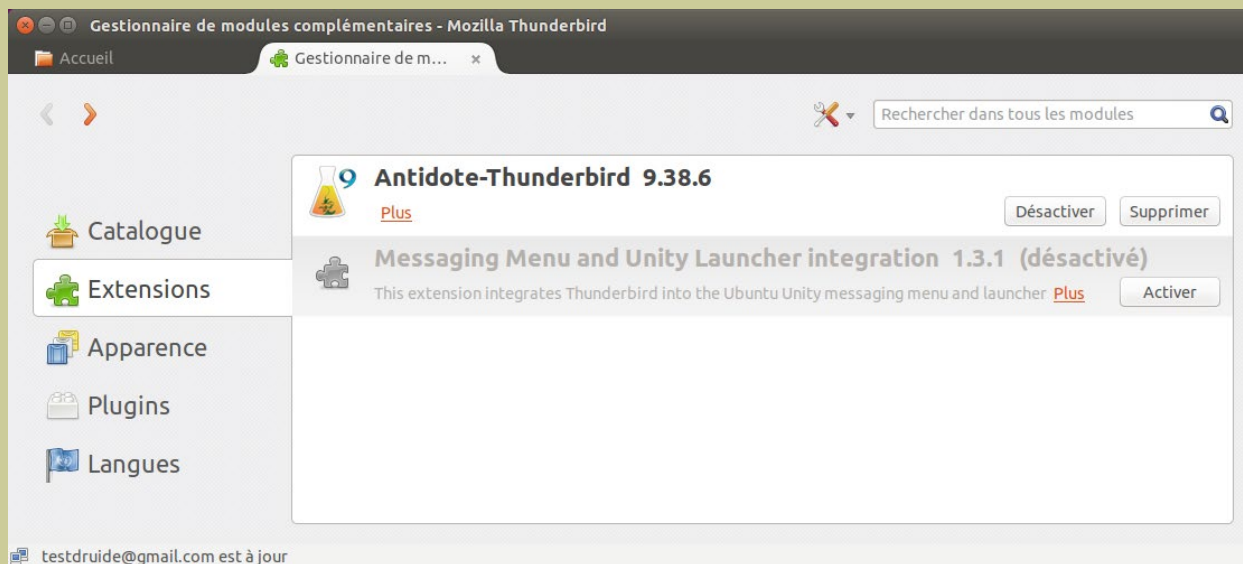 Gestionnaire de modules complémentaires - Mozilla Thunderbird
Accueil
Gestionnaire de m...
Rechercher dans tous les modules
Antidote-Thunderbird 9.38.6
Plus
Désactiver
Supprimer
Messaging Menu and Unity Launcher integration 1.3.1 (désactivé)
This extension integrates Thunderbird into the Ubuntu Unity messaging menu and launcher Plus
Activer
Catalogue
Extensions
Apparence
Plugins
Langues
testdruide@gmail.com est à jour